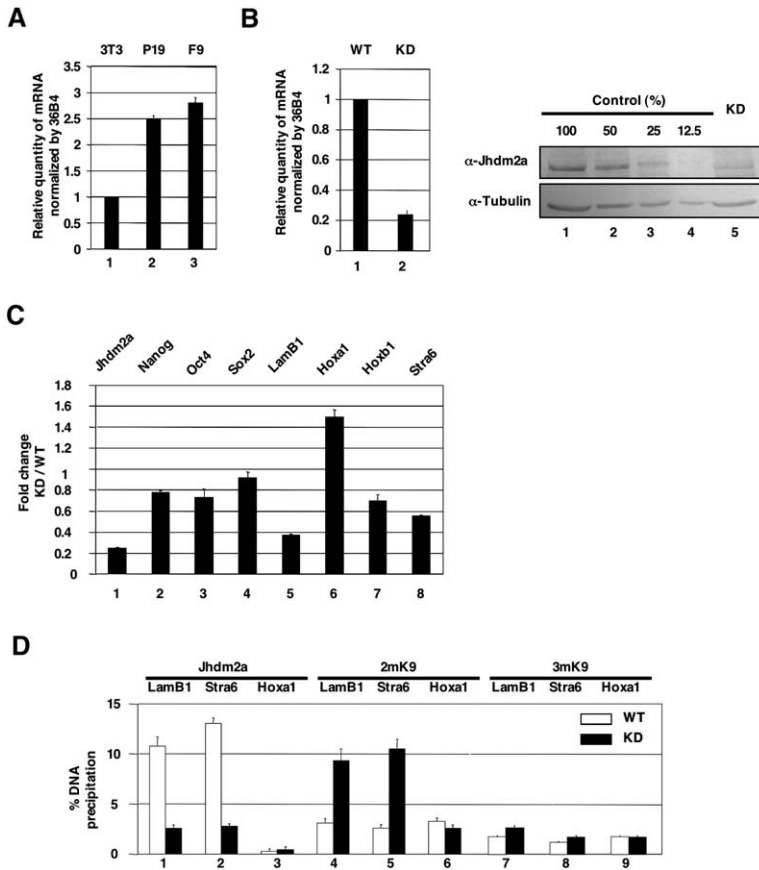 A
3T3 P19 F9
Relative quantity of mRNA
normalized by 36B4
3.5
3
2.5
2
1.5
1
0.5
0
1 2 3
B
WT KD
Relative quantity of mRNA
normalized by 36B4
1.2
1
0.8
0.6
0.4
0.2
0
1 2
Control (%) KD
100 50 25 12.5
α-Jhdm2a
α-Tubulin
1 2 3 4 5
C
Jhdm2a Nanog Oct4 Sox2 LamB1 Hoxa1 Hoxb1 Stra6
Fold change
KD / WT
1.8
1.6
1.4
1.2
1
0.8
0.6
0.4
0.2
0
1 2 3 4 5 6 7 8
D
Jhdm2a 2mK9 3mK9
LamB1 Stra6 Hoxa1 LamB1 Stra6 Hoxa1 LamB1 Stra6 Hoxa1
% DNA
precipitation
15
10
5
0
WT
KD
1 2 3 4 5 6 7 8 9